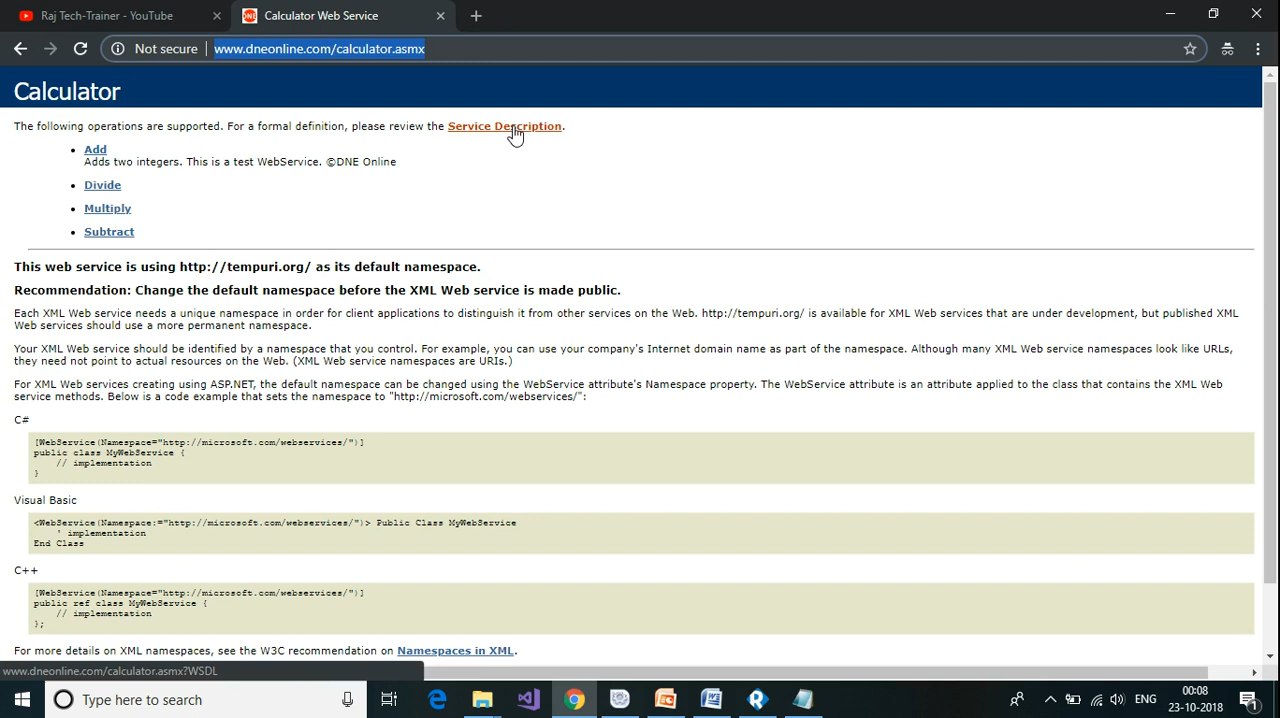 Raj Tech-Trainer - YouTube
Calculator Web Service
Not secure
www.dneonline.com/calculator.asmx
Calculator
The following operations are supported. For a formal definition, please review the Service Description.
Add
Adds two integers. This is a test WebService. ©DNE Online
Divide
Multiply
Subtract
This web service is using http://tempuri.org/ as its default namespace.
Recommendation: Change the default namespace before the XML Web service is made public.
Each XML Web service needs a unique namespace in order for client applications to distinguish it from other services on the Web. http://tempuri.org/ is available for XML Web services that are under development, but published XML
Web services should use a more permanent namespace.
Your XML Web service should be identified by a namespace that you control. For example, you can use your company's Internet domain name as part of the namespace. Although many XML Web service namespaces look like URLs,
they need not point to actual resources on the Web. (XML Web service namespaces are URIs.)
For XML Web services creating using ASP.NET, the default namespace can be changed using the WebService attribute's Namespace property. The WebService attribute is an attribute applied to the class that contains the XML Web
service methods. Below is a code example that sets the namespace to "http://microsoft.com/webservices/":
C#
[WebService(Namespace="http://microsoft.com/webservices/")]
public class MyWebService {
// implementation
}
Visual Basic
<WebService(Namespace:="http://microsoft.com/webservices/")> Public Class MyWebService
' implementation
End Class
C++
[WebService(Namespace="http://microsoft.com/webservices/")]
public ref class MyWebService {
// implementation
};
For more details on XML namespaces, see the W3C recommendation on Namespaces in XML.
www.dneonline.com/calculator.asmx?WSDL
Type here to search
ENG
00:08
23-10-2018
1